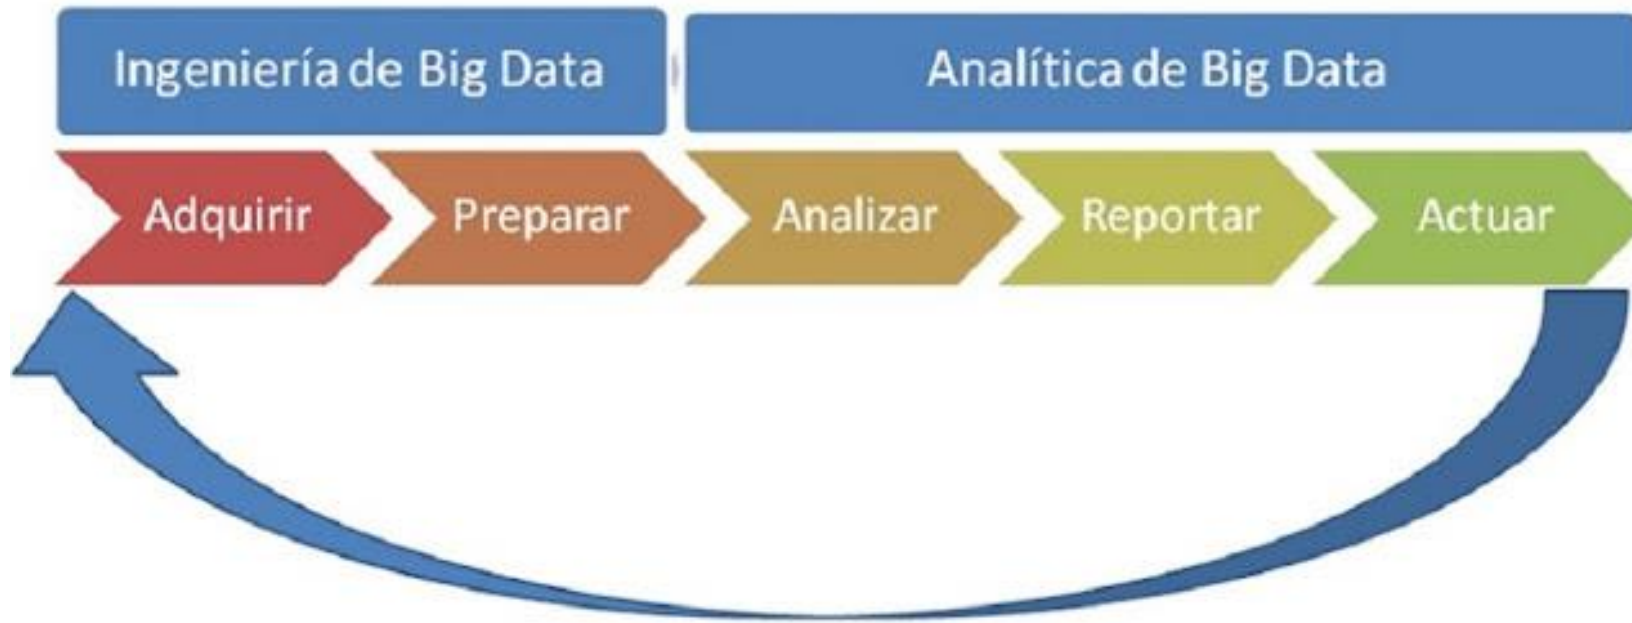 Ingeniería de Big Data
Analítica de Big Data
Adquirir
Preparar
Analizar
Reportar
Actuar